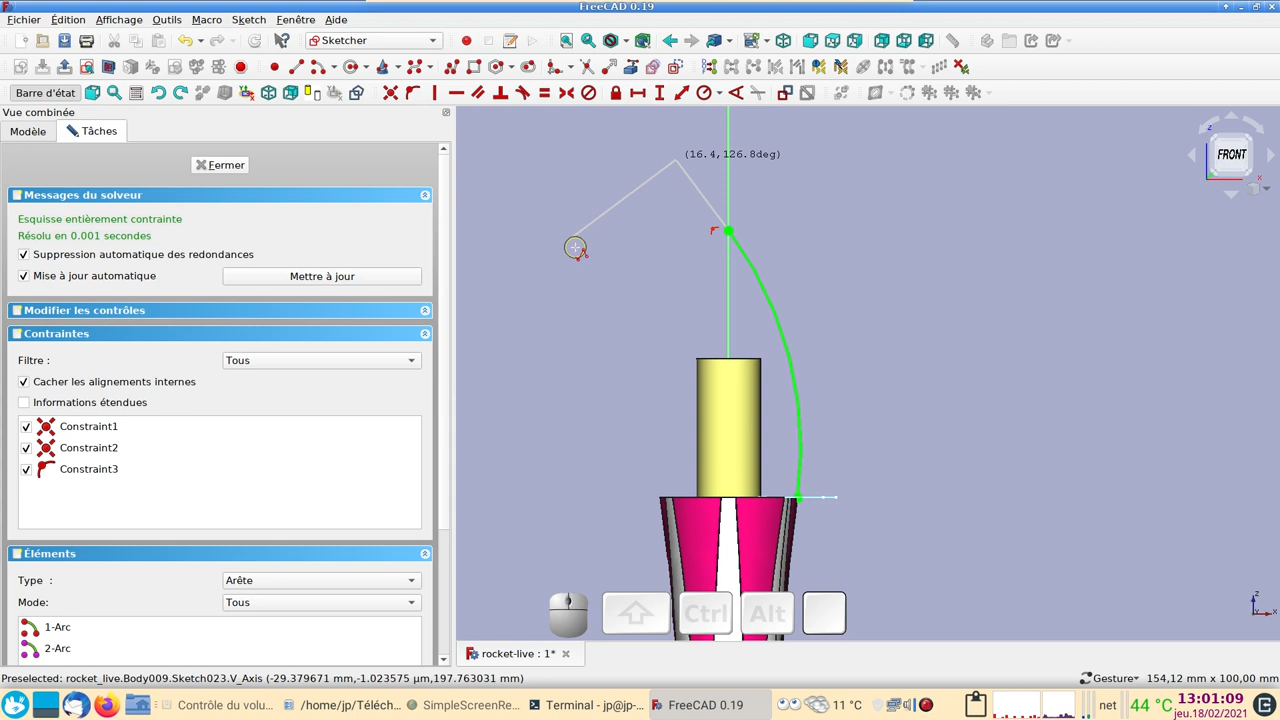 FreeCAD 0.19
Fichier Édition Affichage Outils Macro Sketch Fenêtre Aide
Sketcher
Barre d'état
Vue combinée
Modèle Tâches
Fermer
Messages du solveur
Esquisse entièrement contrainte
Résolu en 0.001 secondes
Suppression automatique des redondances
Mise à jour automatique Mettre à jour
Modifier les contrôles
Contraintes
Filtre : Tous
Cacher les alignements internes
Informations étendues
Constraint1
Constraint2
Constraint3
Éléments
Type : Arête
Mode: Tous
1-Arc
2-Arc
(16.4,126.8deg)
FRONT
z
x
Ctrl Alt
z
x
rocket-live : 1*
Preselected: rocket_live.Body009.Sketch023.V_Axis (-29.379671 mm,-1.025575 µm,197.763031 mm)
Gesture 154,12 mm x 100,00 mm
Contrôle du volu... /home/jp/Téléch... SimpleScreenRe... Terminal - jp@jp-... FreeCAD 0.19 11 °C net 44 °C 13:01:09
jeu.18/02/2021